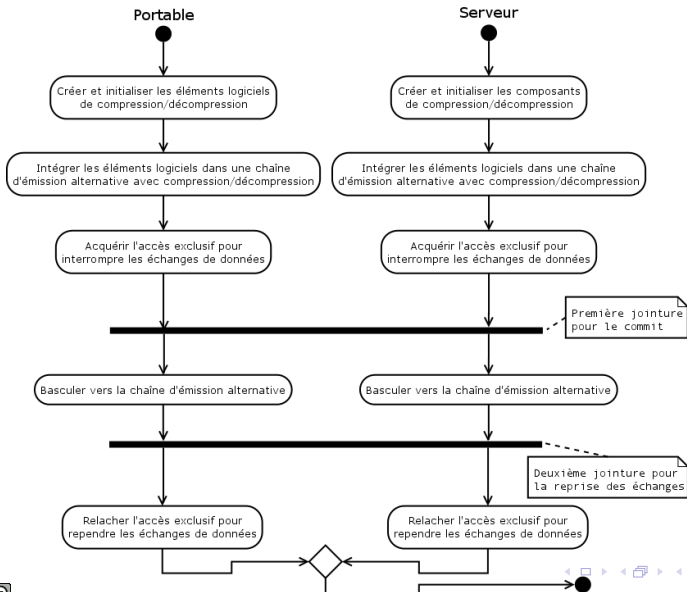 Portable
Serveur
Créer et initialiser les éléments logiciels
de compression/décompression
Créer et initialiser les composants
de compression/décompression
Intégrer les éléments logiciels dans une chaîne
d'émission alternative avec compression/décompression
Intégrer les éléments logiciels dans une chaîne
d'émission alternative avec compression/décompression
Acquérir l'accès exclusif pour
interrompre les échanges de données
Acquérir l'accès exclusif pour
interrompre les échanges de données
Première jointure
pour le commit
Basculer vers la chaîne d'émission alternative
Basculer vers la chaîne d'émission alternative
Deuxième jointure pour
la reprise des échanges
Relacher l'accès exclusif pour
rependre les échanges de données
Relacher l'accès exclusif pour
rependre les échanges de données